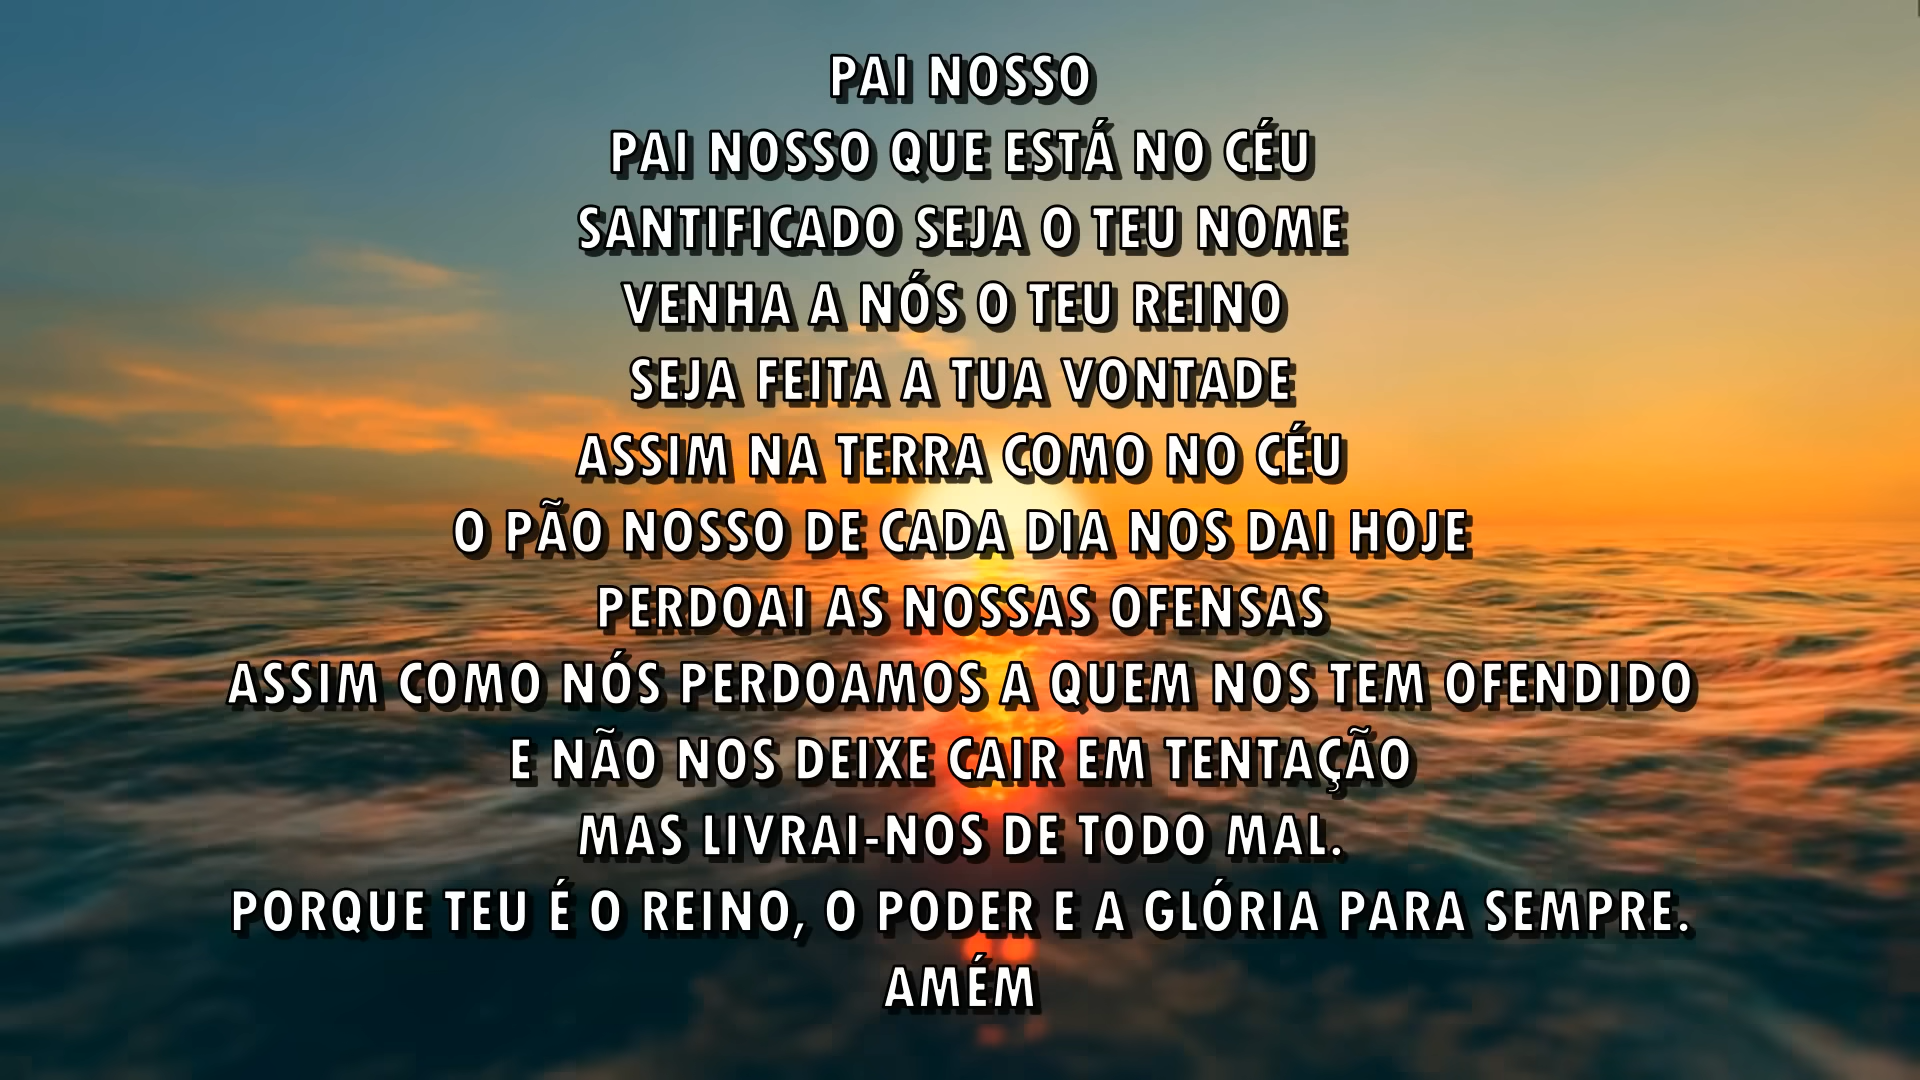 PAI NOSSO
PAI NOSSO QUE ESTÁ NO CÉU
SANTIFICADO SEJA O TEU NOME
VENHA A NÓS O TEU REINO
SEJA FEITA A TUA VONTADE
ASSIM NA TERRA COMO NO CÉU
O PÃO NOSSO DE CADA DIA NOS DAI HOJE
PERDOAI AS NOSSAS OFENSAS
ASSIM COMO NÓS PERDOAMOS A QUEM NOS TEM OFENDIDO
E NÃO NOS DEIXE CAIR EM TENTAÇÃO
MAS LIVRAI-NOS DE TODO MAL.
PORQUE TEU É O REINO, O PODER E A GLÓRIA PARA SEMPRE.
AMÉM